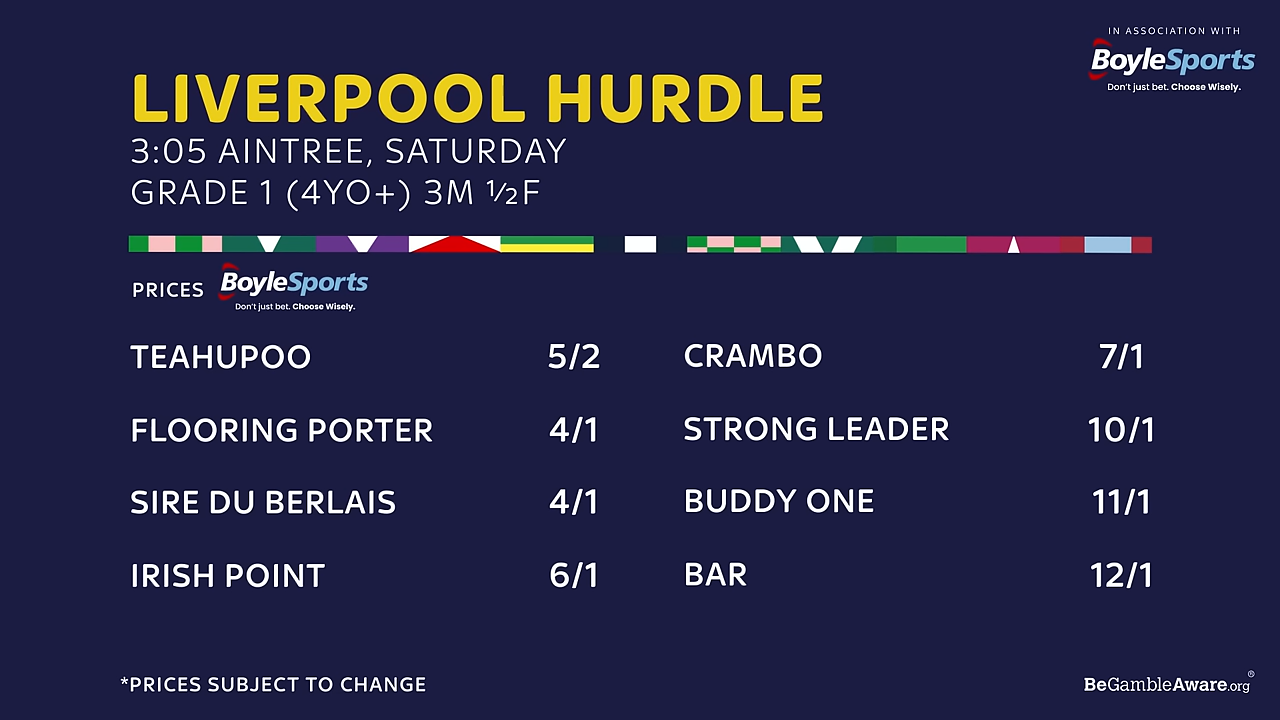 IN ASSOCIATION WITH
BoyleSports
Don't just bet. Choose Wisely.
LIVERPOOL HURDLE
3:05 AINTREE, SATURDAY
GRADE 1 (4YO+) 3M ½F
PRICES BoyleSports
Don't just bet. Choose Wisely.
TEAHUPOO 5/2
FLOORING PORTER 4/1
SIRE DU BERLAIS 4/1
IRISH POINT 6/1
CRAMBO 7/1
STRONG LEADER 10/1
BUDDY ONE 11/1
BAR 12/1
*PRICES SUBJECT TO CHANGE
BeGambleAware.org®